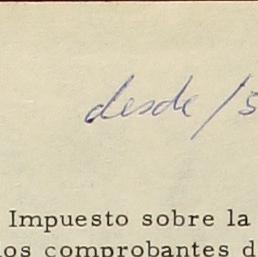 desde /5
Impuesto sobre la
los comprobantes d